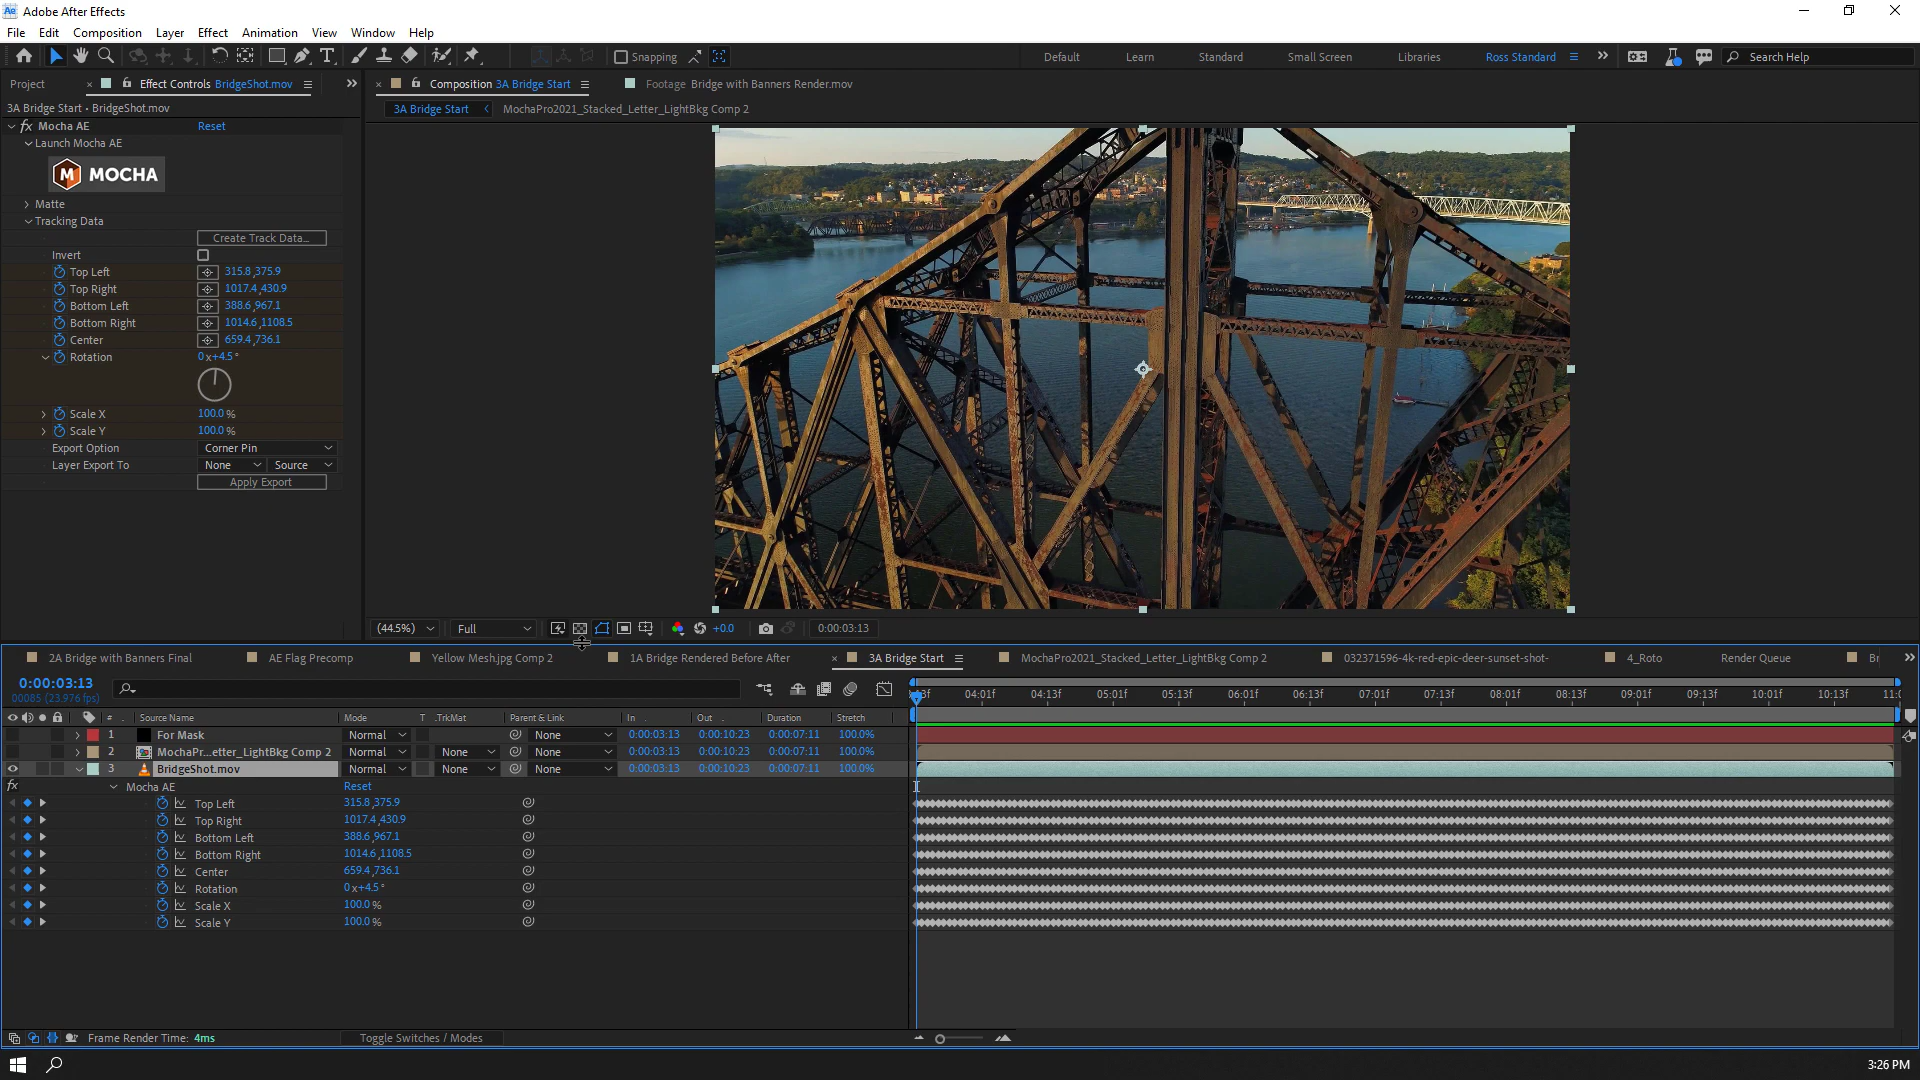 Adobe After Effects
File Edit Composition Layer Effect Animation View Window Help
Snapping
Default Learn Standard Small Screen Libraries Ross Standard
Search Help
Project
Effect Controls BridgeShot.mov
Composition 3A Bridge Start
Footage Bridge with Banners Render.mov
3A Bridge Start • BridgeShot.mov
3A Bridge Start MochaPro2021_Stacked_Letter_LightBkg Comp 2
fx Mocha AE Reset
Launch Mocha AE
M MOCHA
Matte
Tracking Data
Create Track Data...
Invert
Top Left 315.8,375.9
Top Right 1017.4,430.9
Bottom Left 388.6,967.1
Bottom Right 1014.6,1108.5
Center 659.4,736.1
Rotation 0x+4.5°
Scale X 100.0 %
Scale Y 100.0 %
Export Option Corner Pin
Layer Export To None Source
Apply Export
(44.5%) Full +0.0 0:00:03:13
2A Bridge with Banners Final AE Flag Precomp Yellow Mesh.jpg Comp 2 1A Bridge Rendered Before After × 3A Bridge Start MochaPro2021_Stacked_Letter_LightBkg Comp 2 032371596-4k-red-epic-deer-sunset-shot- 4_Roto Render Queue Br
0:00:03:13
00085 (23.976 fps)
:13f 04:01f 04:13f 05:01f 05:13f 06:01f 06:13f 07:01f 07:13f 08:01f 08:13f 09:01f 09:13f 10:01f 10:13f 11:0
# Source Name Mode T .TrkMat Parent & Link In Out Duration Stretch
1 For Mask Normal None 0:00:03:13 0:00:10:23 0:00:07:11 100.0%
2 MochaPr...etter_LightBkg Comp 2 Normal None None 0:00:03:13 0:00:10:23 0:00:07:11 100.0%
3 BridgeShot.mov Normal None None 0:00:03:13 0:00:10:23 0:00:07:11 100.0%
fx Mocha AE Reset
Top Left 315.8,375.9
Top Right 1017.4,430.9
Bottom Left 388.6,967.1
Bottom Right 1014.6,1108.5
Center 659.4,736.1
Rotation 0x+4.5°
Scale X 100.0 %
Scale Y 100.0 %
Frame Render Time: 4ms Toggle Switches / Modes
3:26 PM